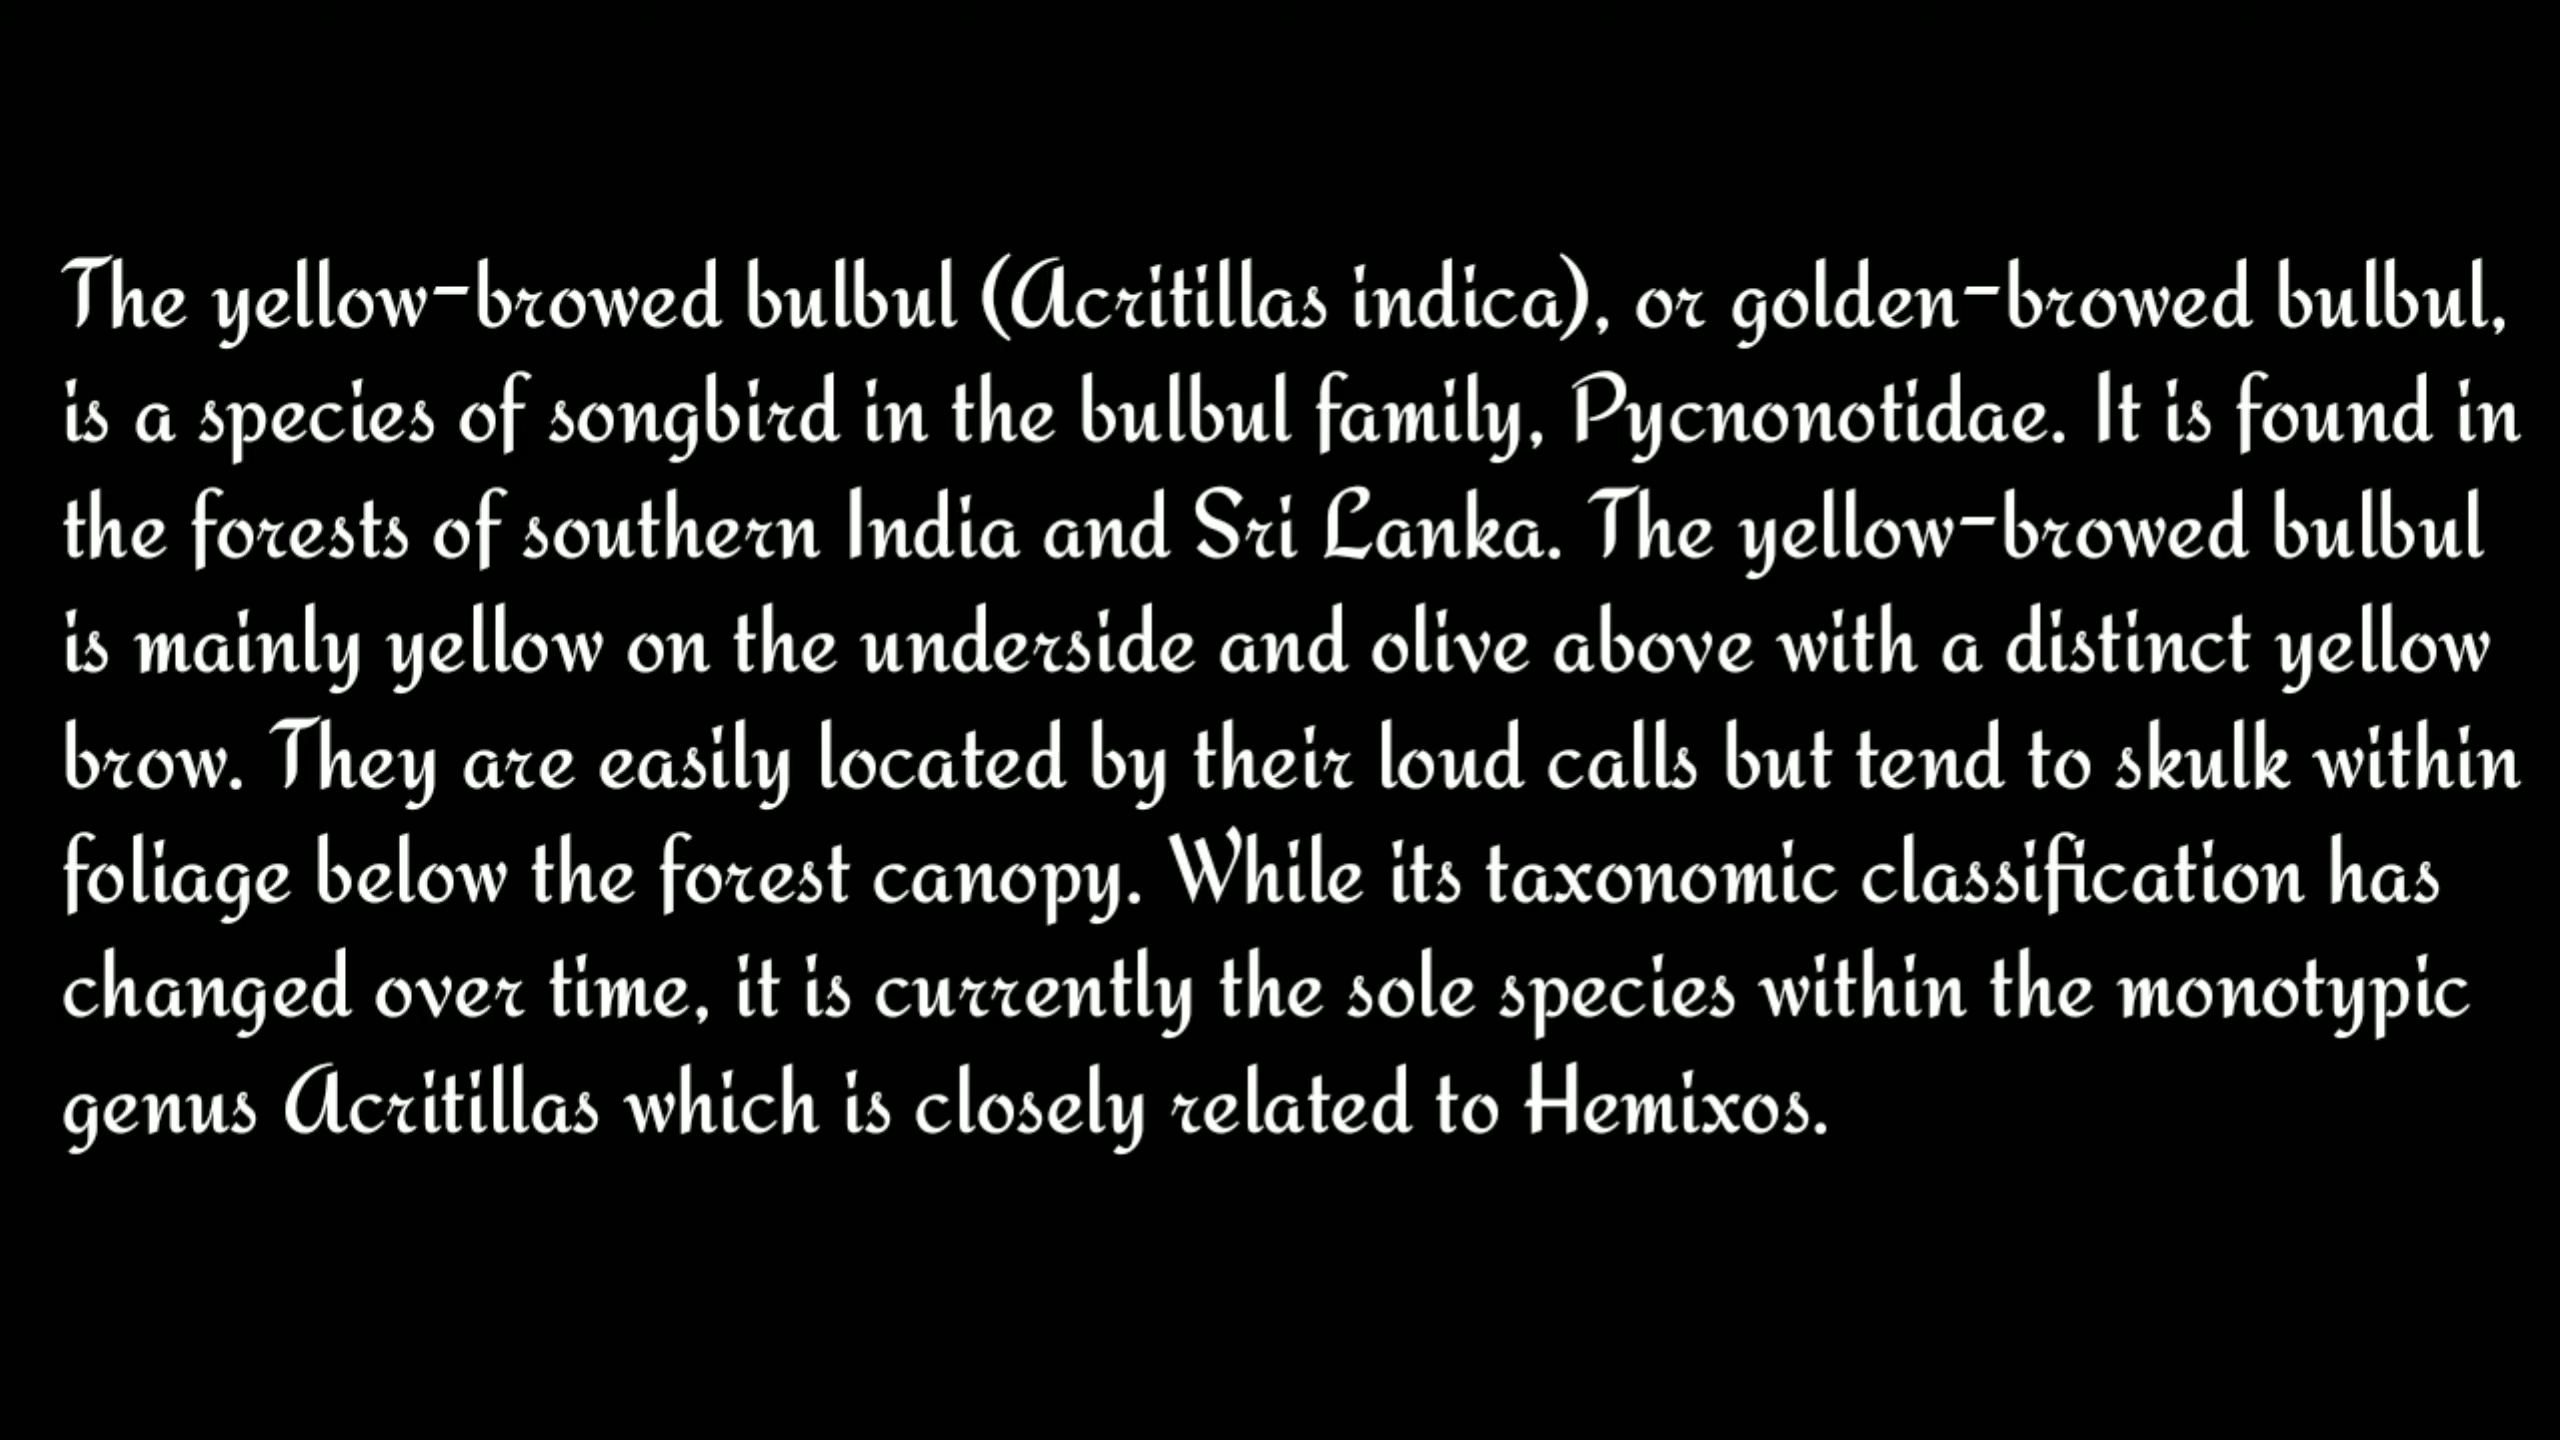 The yellow-browed bulbul (Acritillas indica), or golden-browed bulbul,
is a species of songbird in the bulbul family, Pycnonotidae. It is found in
the forests of southern India and Sri Lanka. The yellow-browed bulbul
is mainly yellow on the underside and olive above with a distinct yellow
brow. They are easily located by their loud calls but tend to skulk within
foliage below the forest canopy. While its taxonomic classification has
changed over time, it is currently the sole species within the monotypic
genus Acritillas which is closely related to Hemixos.